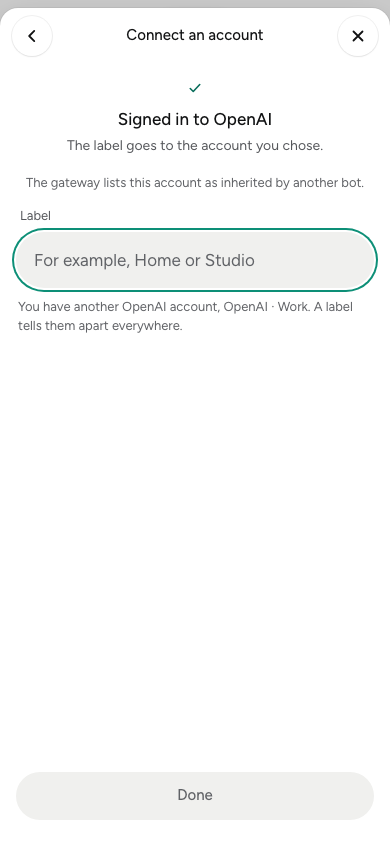 Connect an account
Signed in to OpenAI
The label goes to the account you chose.
The gateway lists this account as inherited by another bot.
Label
For example, Home or Studio
You have another OpenAI account, OpenAI · Work. A label
tells them apart everywhere.
Done